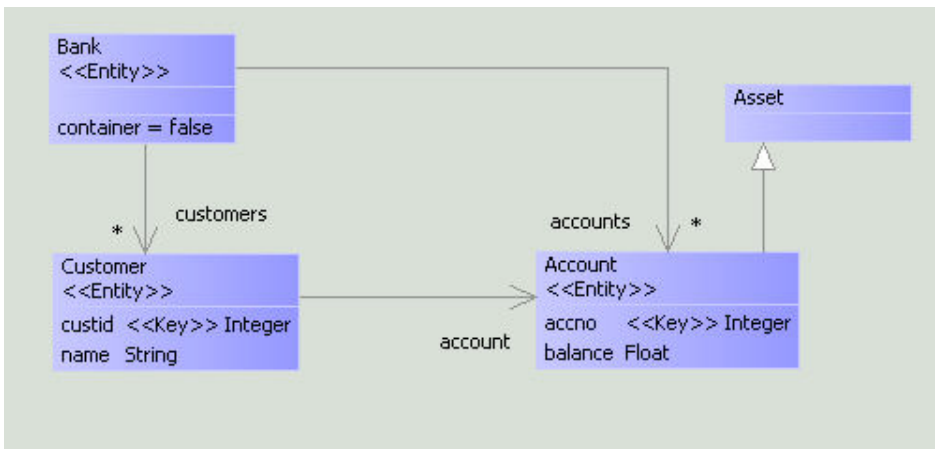 Bank
<<Entity>>
container = false
Asset
customers
*
accounts
*
Customer
<<Entity>>
custid <<Key>> Integer
name String
account
Account
<<Entity>>
accno <<Key>> Integer
balance Float